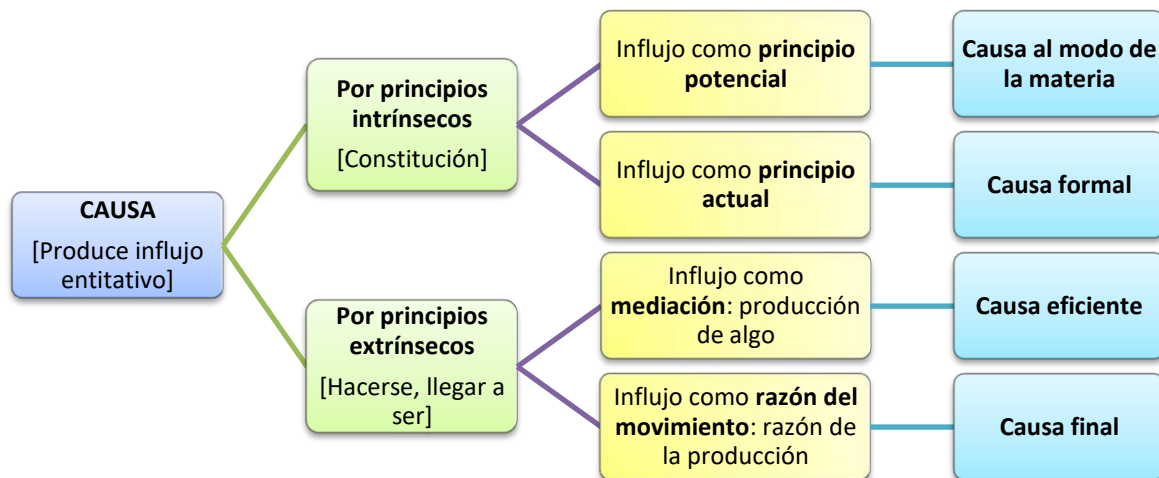 CAUSA
[Produce influjo
entitativo]
Por principios
intrínsecos
[Constitución]
Por principios
extrínsecos
[Hacerse, llegar a
ser]
Influjo como principio
potencial
Influjo como principio
actual
Influjo como
mediación: producción
de algo
Influjo como razón del
movimiento: razón de
la producción
Causa al modo de
la materia
Causa formal
Causa eficiente
Causa final